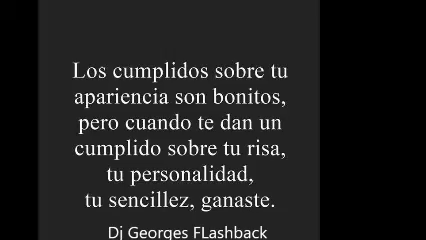 Los cumplidos sobre tu
apariencia son bonitos,
pero cuando te dan un
cumplido sobre tu risa,
tu personalidad,
tu sencillez, ganaste.
Dj Georges FLashback